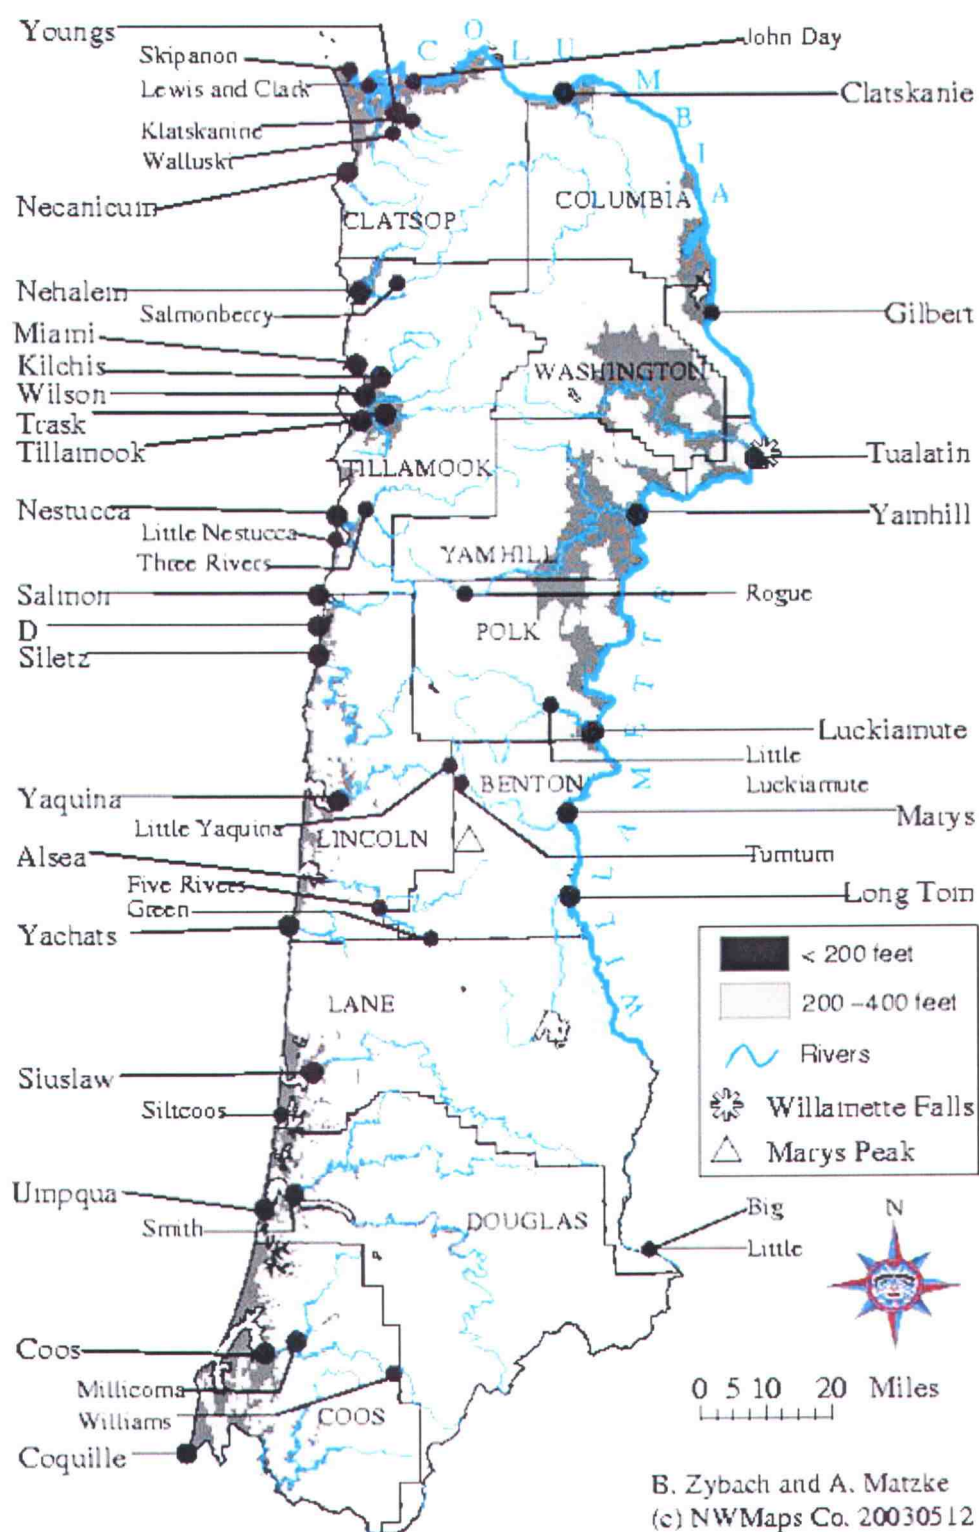 Youngs
Skipanon
Lewis and Clark
Klatskanine
Walluski
Necanicum
Nehalem
Salmonberry
Miami
Kilchis
Wilson
Trask
Tillamook
Nestucca
Little Nestucca
Three Rivers
Salmon
D
Siletz
Yaquina
Little Yaquina
Alsea
Five Rivers
Green
Yachats
Siuslaw
Siltcoos
Umpqua
Smith
Coos
Millicoma
Williams
Coquille
COLUMBIA
WILLAMETTE
CLATSOP
COLUMBIA
WASHINGTON
TILLAMOOK
YAMHILL
POLK
BENTON
LINCOLN
LANE
DOUGLAS
COOS
John Day
Clatskanie
Gilbert
Tualatin
Yamhill
Rogue
Luckiamute
Little
Luckiamute
Marys
Tumtum
Long Tom
< 200 feet
200 –400 feet
Rivers
Willamette Falls
Marys Peak
Big
Little
N
0 5 10 20 Miles
B. Zybach and A. Matzke
(c) NWMaps Co. 20030512